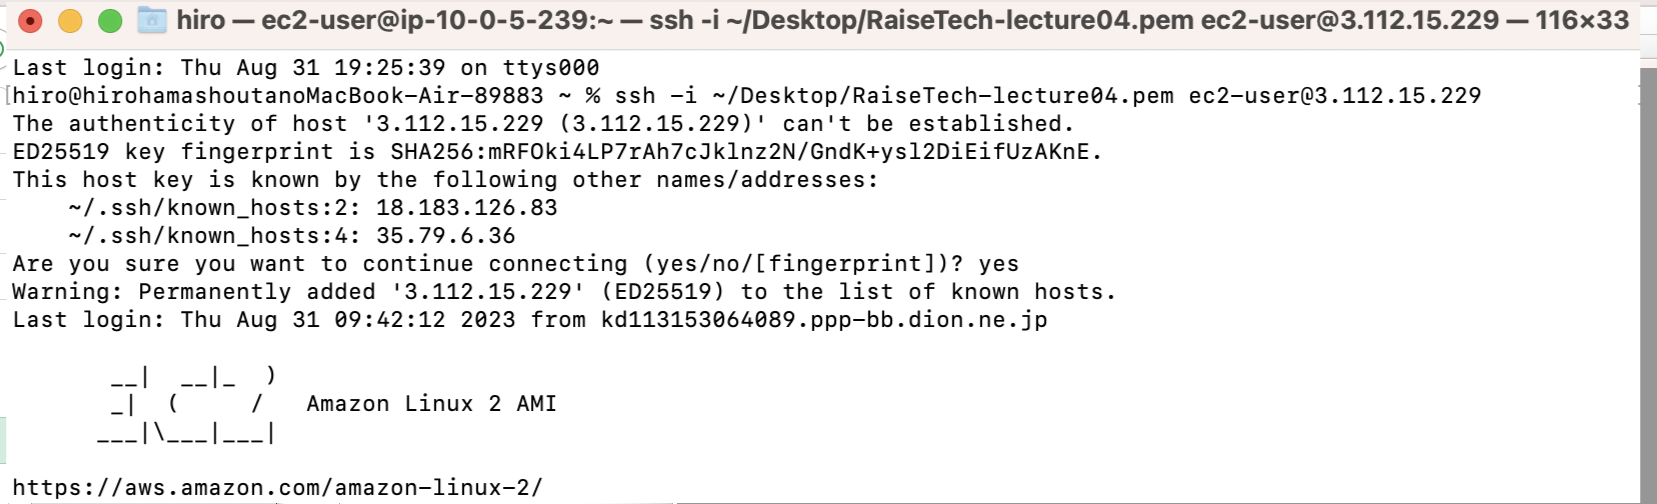 hiro — ec2-user@ip-10-0-5-239:~ — ssh -i ~/Desktop/RaiseTech-lecture04.pem ec2-user@3.112.15.229 — 116×33
Last login: Thu Aug 31 19:25:39 on ttys000
[hiro@hirohamashoutanoMacBook-Air-89883 ~ % ssh -i ~/Desktop/RaiseTech-lecture04.pem ec2-user@3.112.15.229
The authenticity of host '3.112.15.229 (3.112.15.229)' can't be established.
ED25519 key fingerprint is SHA256:mRFOki4LP7rAh7cJklnz2N/GndK+ysl2DiEifUzAKnE.
This host key is known by the following other names/addresses:
    ~/.ssh/known_hosts:2: 18.183.126.83
    ~/.ssh/known_hosts:4: 35.79.6.36
Are you sure you want to continue connecting (yes/no/[fingerprint])? yes
Warning: Permanently added '3.112.15.229' (ED25519) to the list of known hosts.
Last login: Thu Aug 31 09:42:12 2023 from kd113153064089.ppp-bb.dion.ne.jp

       __|  __|_  )
       _|  (     /   Amazon Linux 2 AMI
      ___|\___|___|

https://aws.amazon.com/amazon-linux-2/